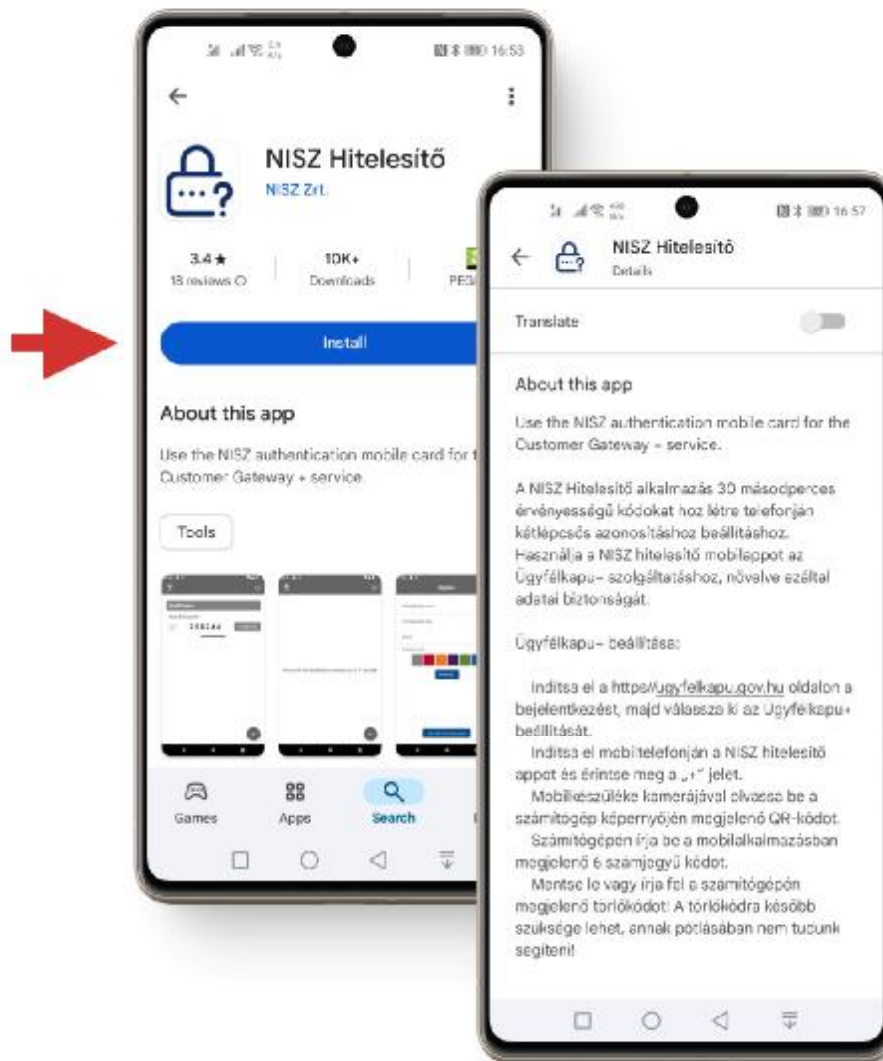 16:53
NISZ Hitelesítő
NISZ Zrt.
3.4★
18 reviews
10K+
Downloads
Install
About this app
Use the NISZ authentication mobile card for
Customer Gateway + service.
Tools
Games
Apps
Search
16:57
NISZ Hitelesítő
Details
Translate
About this app
Use the NISZ authentication mobile card for the
Customer Gateway + service.
A NISZ Hitelesítő alkalmazás 30 másodperces
érvényességű kódokat hoz létre telefonján
kétlépcsős azonosításhoz beállításhoz.
Használja a NISZ hitelesítő mobilappot az
Ügyfélkapu+ szolgáltatáshoz, növelve ezáltal
adatai biztonságát.
Ügyfélkapu+ beállítása:
Indítsa el a https//ugyfelkapu.gov.hu oldalon a
bejelentkezést, majd válassza ki az Ügyfélkapu+
beállítását.
Indítsa el mobiltelefonján a NISZ hitelesítő
appot és érintse meg a „+” jelet.
Mobilkészüléke kamerájával olvassa be a
számítógép képernyőjén megjelenő QR-kódot.
Számítógépén írja be a mobilalkalmazásban
megjelenő 6 számjegyű kódot.
Mentse le vagy írja fel a számítógépén
megjelenő törlőkódot! A törlőkódra később
szüksége lehet, annak pótlásában nem tudunk
segíteni!